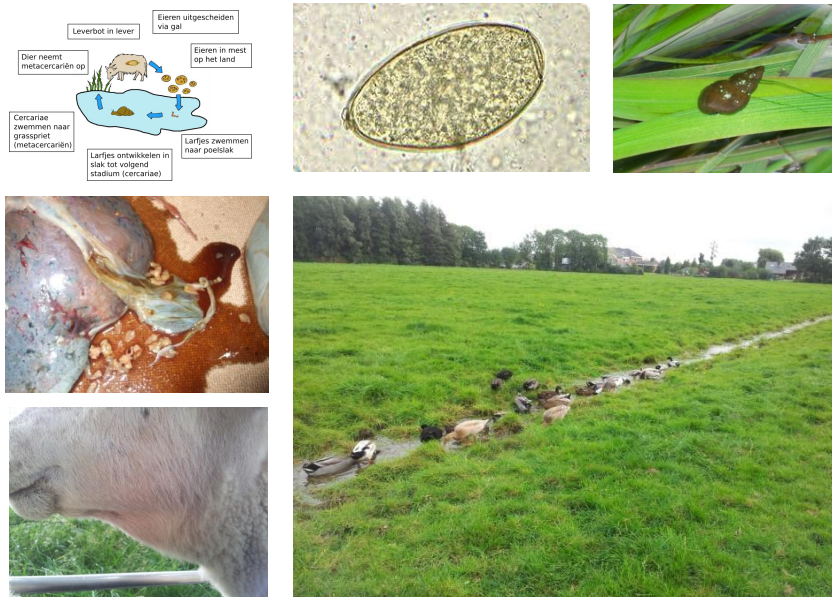 Leverbot in lever
Eieren uitgescheiden
via gal
Eieren in mest
op het land
Dier neemt
metacercariën op
Cercariae
zwemmen naar
grasspriet
(metacercariën)
Larfjes zwemmen
naar poelslak
Larfjes ontwikkelen in
slak tot volgend
stadium (cercariae)